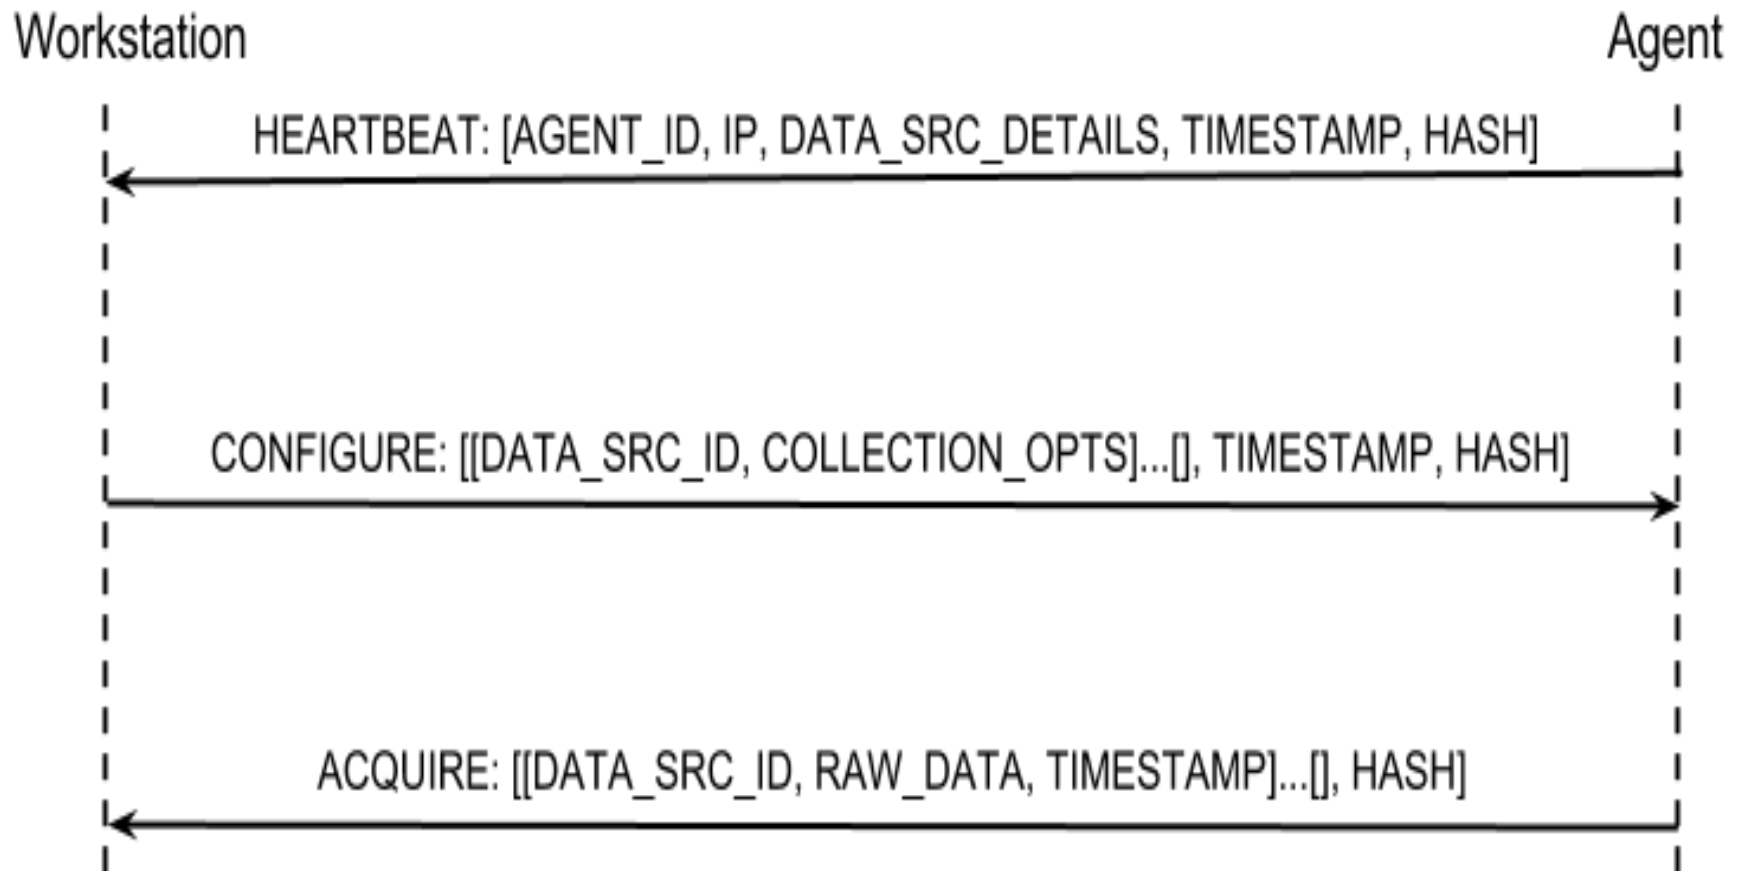 Workstation Agent
HEARTBEAT: [AGENT_ID, IP, DATA_SRC_DETAILS, TIMESTAMP, HASH]
CONFIGURE: [[DATA_SRC_ID, COLLECTION_OPTS]...[], TIMESTAMP, HASH]
ACQUIRE: [[DATA_SRC_ID, RAW_DATA, TIMESTAMP]...[], HASH]